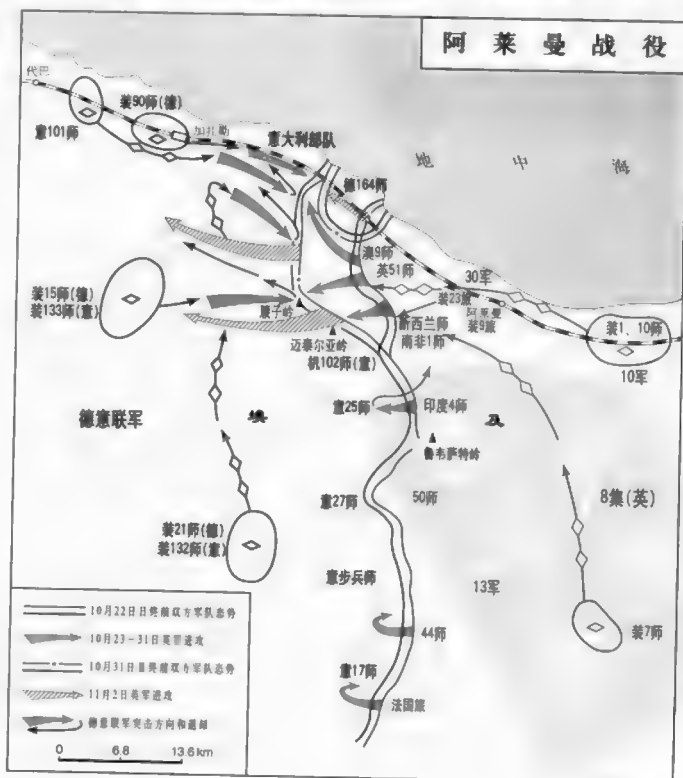 阿莱曼战役
代巴
装90师(德)
加扎勒
意101师
意大利部队
地中海
德164师
澳9师
英51师
30军
装15师(德)
装133师(意)
腰子岭
装23旅
阿莱曼
装9旅
新西兰师
南非1师
装1、10师
迈泰尔亚岭
机102师(意)
10军
德意联军
埃及
意25师
印度4师
鲁韦萨特岭
意27师
50师
8集(英)
装21师(德)
装132师(意)
意步兵师
13军
44师
装7师
意17师
法国旅
10月22日日终前双方军队态势
10月23-31日英军进攻
10月31日日终前双方军队态势
11月2日英军进攻
德意联军突击方向和退却
0 6.8 13.6km